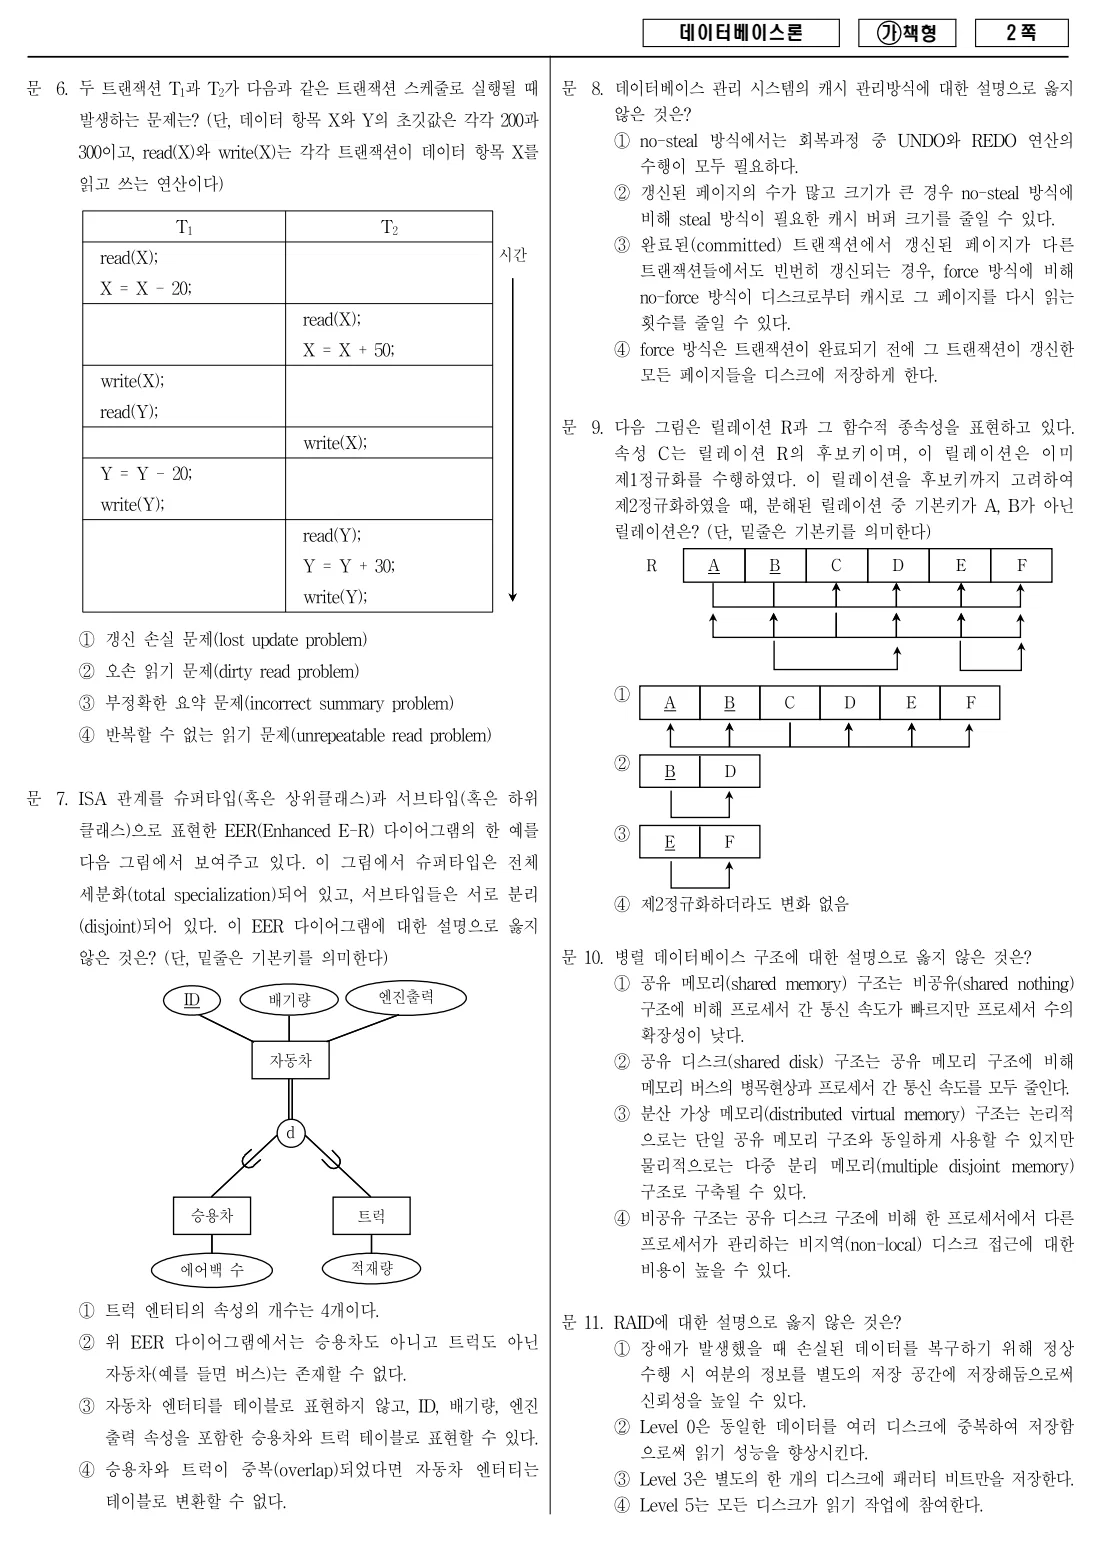 데이터베이스론
㉮책형
2쪽
문 6. 두 트랜잭션 T₁과 T₂가 다음과 같은 트랜잭션 스케줄로 실행될 때
발생하는 문제는? (단, 데이터 항목 X와 Y의 초깃값은 각각 200과
300이고, read(X)와 write(X)는 각각 트랜잭션이 데이터 항목 X를
읽고 쓰는 연산이다)
T₁ T₂
시간
read(X);
X = X - 20;
read(X);
X = X + 50;
write(X);
read(Y);
write(X);
Y = Y - 20;
write(Y);
read(Y);
Y = Y + 30;
write(Y);
① 갱신 손실 문제(lost update problem)
② 오손 읽기 문제(dirty read problem)
③ 부정확한 요약 문제(incorrect summary problem)
④ 반복할 수 없는 읽기 문제(unrepeatable read problem)
문 7. ISA 관계를 슈퍼타입(혹은 상위클래스)과 서브타입(혹은 하위
클래스)으로 표현한 EER(Enhanced E-R) 다이어그램의 한 예를
다음 그림에서 보여주고 있다. 이 그림에서 슈퍼타입은 전체
세분화(total specialization)되어 있고, 서브타입들은 서로 분리
(disjoint)되어 있다. 이 EER 다이어그램에 대한 설명으로 옳지
않은 것은? (단, 밑줄은 기본키를 의미한다)
ID 배기량 엔진출력
자동차
d
승용차 트럭
에어백 수 적재량
① 트럭 엔터티의 속성의 개수는 4개이다.
② 위 EER 다이어그램에서는 승용차도 아니고 트럭도 아닌
자동차(예를 들면 버스)는 존재할 수 없다.
③ 자동차 엔터티를 테이블로 표현하지 않고, ID, 배기량, 엔진
출력 속성을 포함한 승용차와 트럭 테이블로 표현할 수 있다.
④ 승용차와 트럭이 중복(overlap)되었다면 자동차 엔터티는
테이블로 변환할 수 없다.
문 8. 데이터베이스 관리 시스템의 캐시 관리방식에 대한 설명으로 옳지
않은 것은?
① no-steal 방식에서는 회복과정 중 UNDO와 REDO 연산의
수행이 모두 필요하다.
② 갱신된 페이지의 수가 많고 크기가 큰 경우 no-steal 방식에
비해 steal 방식이 필요한 캐시 버퍼 크기를 줄일 수 있다.
③ 완료된(committed) 트랜잭션에서 갱신된 페이지가 다른
트랜잭션들에서도 빈번히 갱신되는 경우, force 방식에 비해
no-force 방식이 디스크로부터 캐시로 그 페이지를 다시 읽는
횟수를 줄일 수 있다.
④ force 방식은 트랜잭션이 완료되기 전에 그 트랜잭션이 갱신한
모든 페이지들을 디스크에 저장하게 한다.
문 9. 다음 그림은 릴레이션 R과 그 함수적 종속성을 표현하고 있다.
속성 C는 릴레이션 R의 후보키이며, 이 릴레이션은 이미
제1정규화를 수행하였다. 이 릴레이션을 후보키까지 고려하여
제2정규화하였을 때, 분해된 릴레이션 중 기본키가 A, B가 아닌
릴레이션은? (단, 밑줄은 기본키를 의미한다)
R A B C D E F
① A B C D E F
② B D
③ E F
④ 제2정규화하더라도 변화 없음
문 10. 병렬 데이터베이스 구조에 대한 설명으로 옳지 않은 것은?
① 공유 메모리(shared memory) 구조는 비공유(shared nothing)
구조에 비해 프로세서 간 통신 속도가 빠르지만 프로세서 수의
확장성이 낮다.
② 공유 디스크(shared disk) 구조는 공유 메모리 구조에 비해
메모리 버스의 병목현상과 프로세서 간 통신 속도를 모두 줄인다.
③ 분산 가상 메모리(distributed virtual memory) 구조는 논리적
으로는 단일 공유 메모리 구조와 동일하게 사용할 수 있지만
물리적으로는 다중 분리 메모리(multiple disjoint memory)
구조로 구축될 수 있다.
④ 비공유 구조는 공유 디스크 구조에 비해 한 프로세서에서 다른
프로세서가 관리하는 비지역(non-local) 디스크 접근에 대한
비용이 높을 수 있다.
문 11. RAID에 대한 설명으로 옳지 않은 것은?
① 장애가 발생했을 때 손실된 데이터를 복구하기 위해 정상
수행 시 여분의 정보를 별도의 저장 공간에 저장해둠으로써
신뢰성을 높일 수 있다.
② Level 0은 동일한 데이터를 여러 디스크에 중복하여 저장함
으로써 읽기 성능을 향상시킨다.
③ Level 3은 별도의 한 개의 디스크에 패러티 비트만을 저장한다.
④ Level 5는 모든 디스크가 읽기 작업에 참여한다.